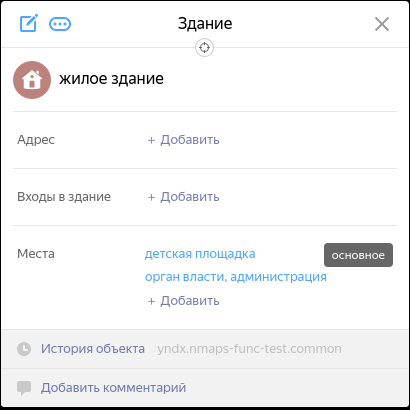 Здание
жилое здание
Адрес + Добавить
Входы в здание + Добавить
Места детская площадка основное
орган власти, администрация
+ Добавить
История объекта yndx.nmaps-func-test.common
Добавить комментарий